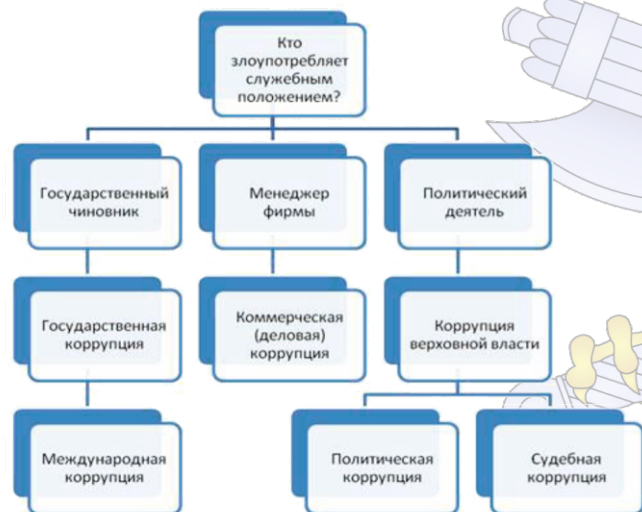 Кто
злоупотребляет
служебным
положением?
Государственный
чиновник
Менеджер
фирмы
Политический
деятель
Государственная
коррупция
Коммерческая
(деловая)
коррупция
Коррупция
верховной власти
Международная
коррупция
Политическая
коррупция
Судебная
коррупция